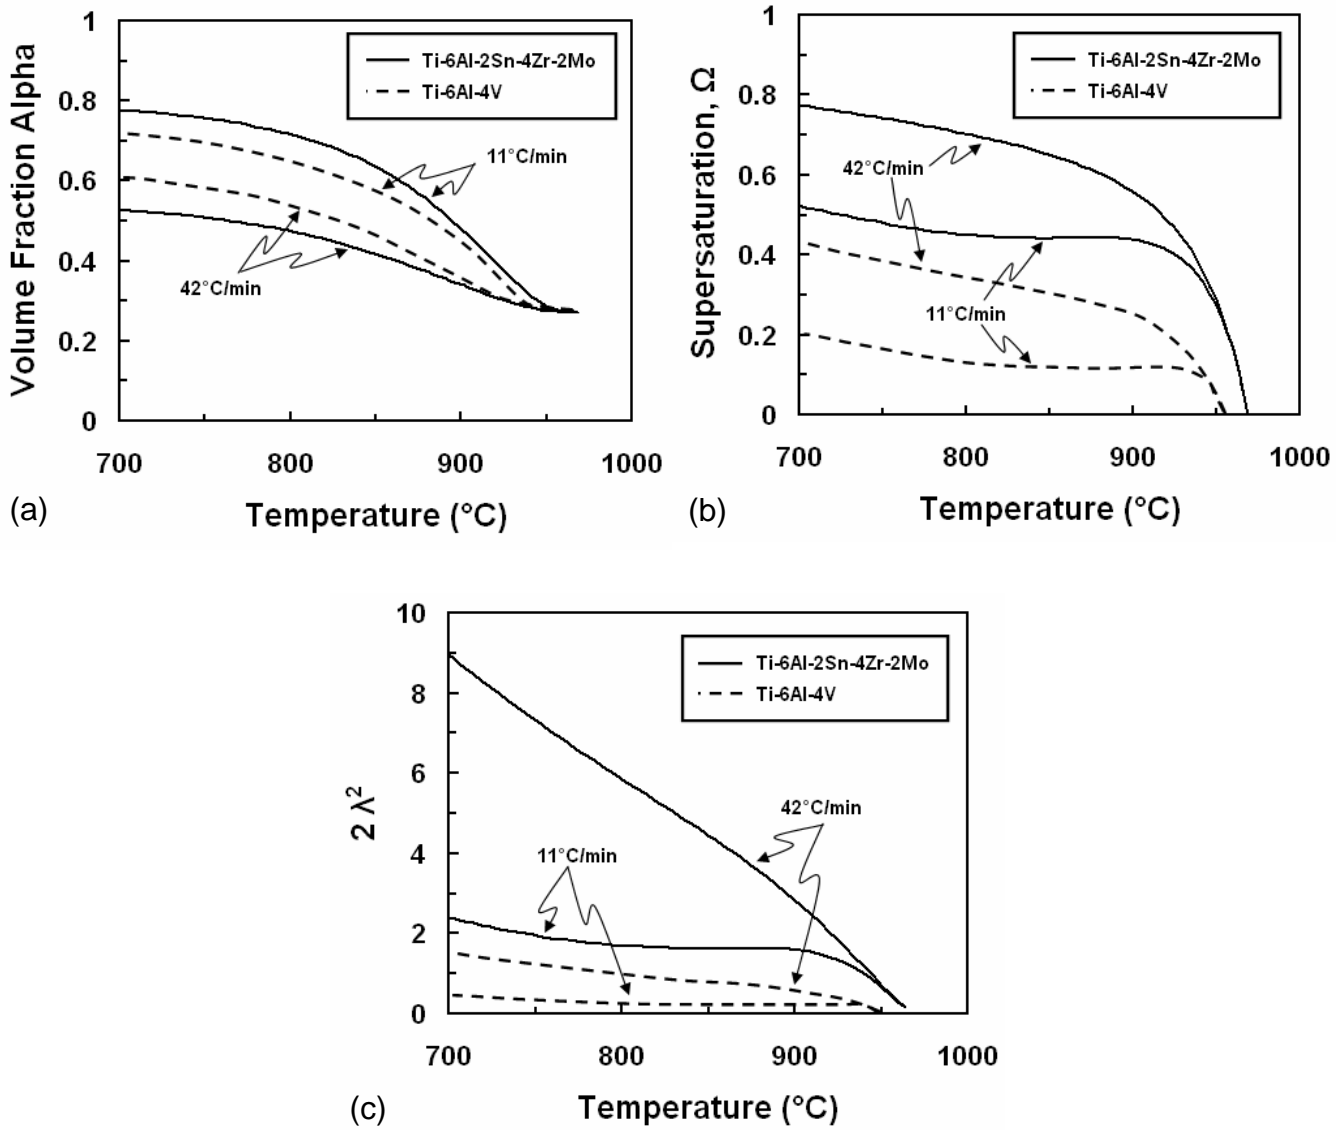 1
0.8
0.6
0.4
0.2
0
Volume Fraction Alpha
Ti-6Al-2Sn-4Zr-2Mo
Ti-6Al-4V
11°C/min
42°C/min
700 800 900 1000
Temperature (°C)
(a)
1
0.8
0.6
0.4
0.2
0
Supersaturation, Ω
Ti-6Al-2Sn-4Zr-2Mo
Ti-6Al-4V
42°C/min
11°C/min
700 800 900 1000
Temperature (°C)
(b)
10
8
6
4
2
0
2 λ²
Ti-6Al-2Sn-4Zr-2Mo
Ti-6Al-4V
42°C/min
11°C/min
700 800 900 1000
Temperature (°C)
(c)